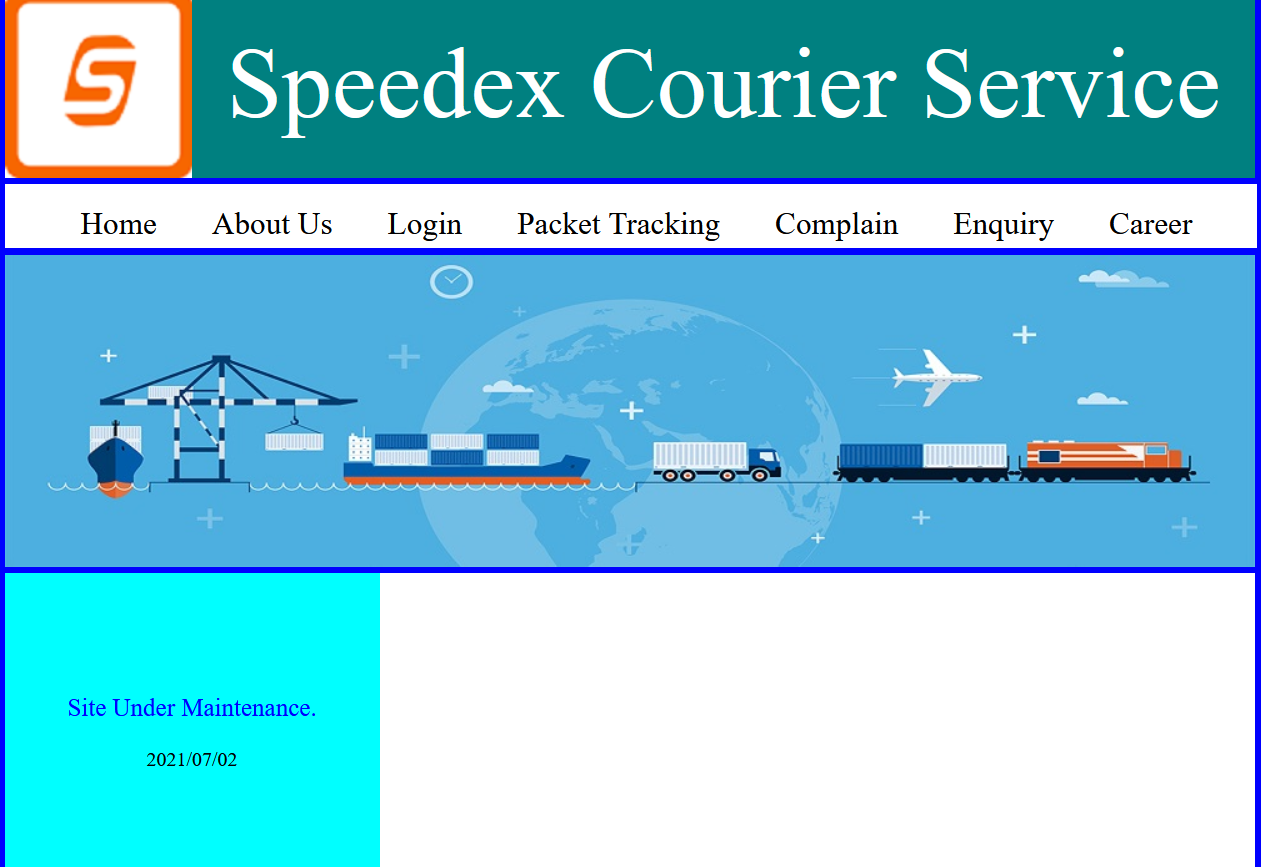 Speedex Courier Service
Home About Us Login Packet Tracking Complain Enquiry Career
Site Under Maintenance.
2021/07/02